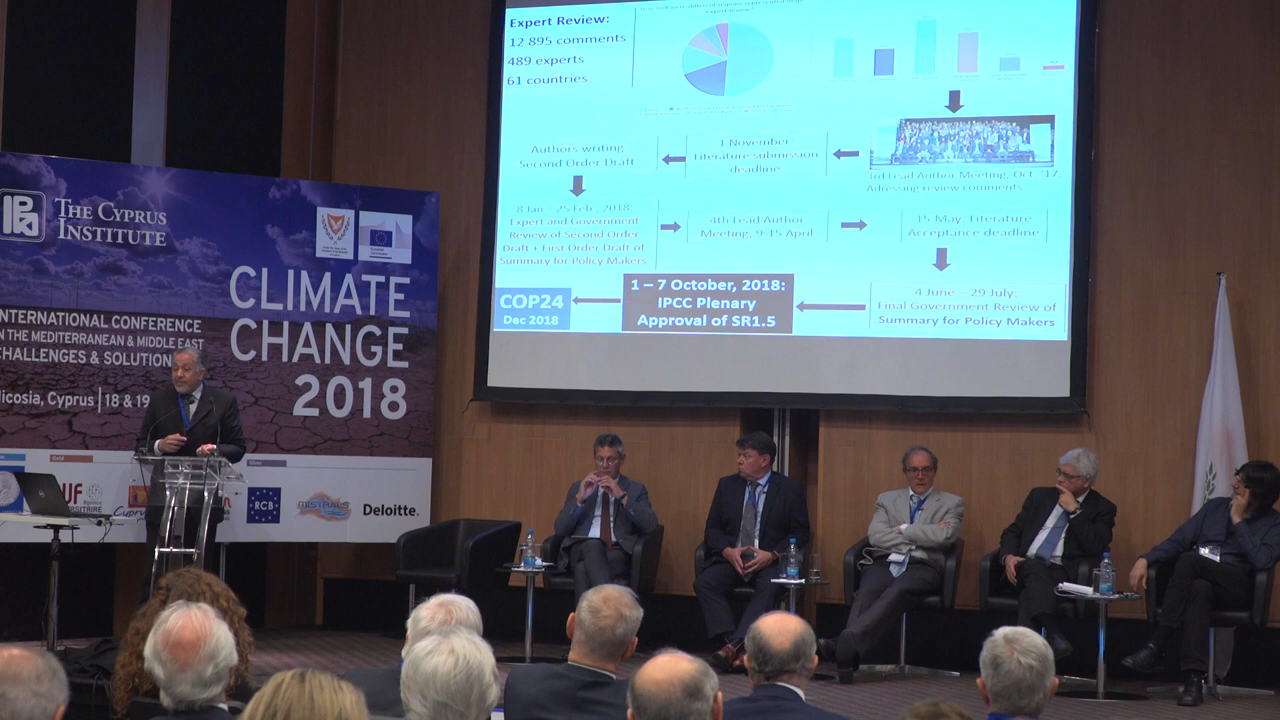 Expert Review:
12 895 comments
489 experts
61 countries
Authors writing
Second Order Draft
1 November
Literature submission
deadline
3rd Lead Author Meeting, Oct. '17.
Adressing review comments
8 Jan – 25 Feb , 2018:
Expert and Government
Review of Second Order
Draft + First Order Draft of
Summary for Policy Makers
4th Lead Author
Meeting, 9-15 April
15 May: Literature
Acceptance deadline
COP24
Dec 2018
1 – 7 October, 2018:
IPCC Plenary
Approval of SR1.5
4 June – 29 July:
Final Government Review of
Summary for Policy Makers
THE CYPRUS
INSTITUTE
CLIMATE
CHANGE
2018
INTERNATIONAL CONFERENCE
IN THE MEDITERRANEAN & MIDDLE EAST
CHALLENGES & SOLUTION
Nicosia, Cyprus | 18 & 19
Gold
Silver
RCB
MISTRALS
Deloitte.